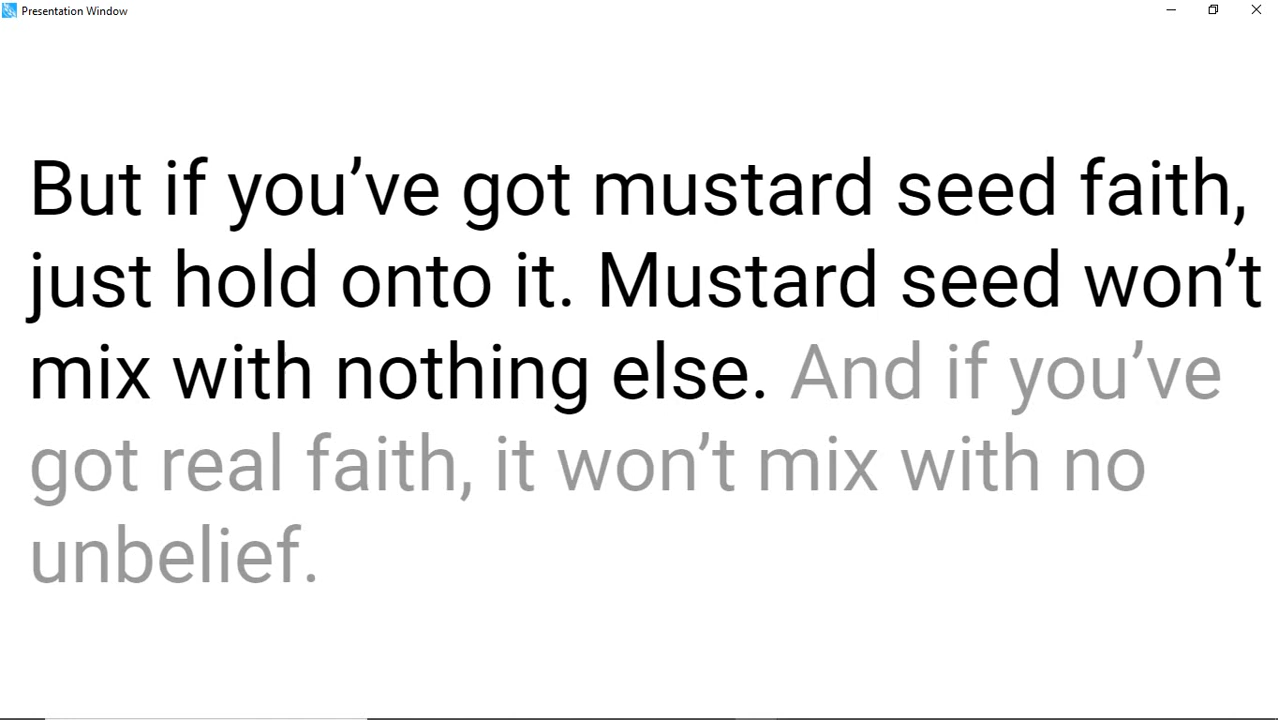 Presentation Window
But if you’ve got mustard seed faith,
just hold onto it. Mustard seed won’t
mix with nothing else. And if you’ve
got real faith, it won’t mix with no
unbelief.